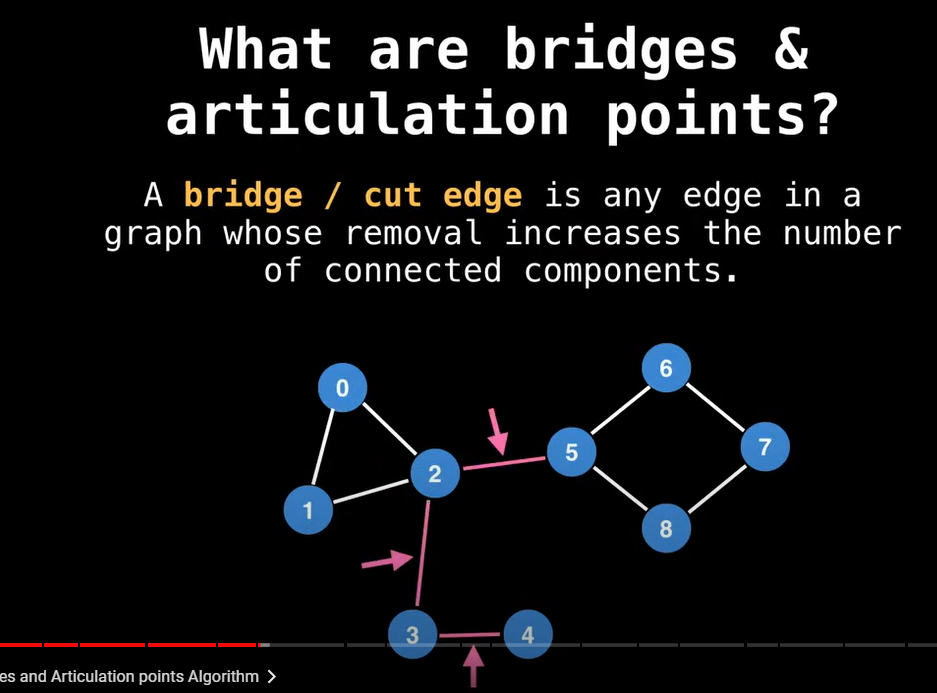 What are bridges &
articulation points?
A bridge / cut edge is any edge in a
graph whose removal increases the number
of connected components.
0
6
5
7
2
1
8
3
4
es and Articulation points Algorithm